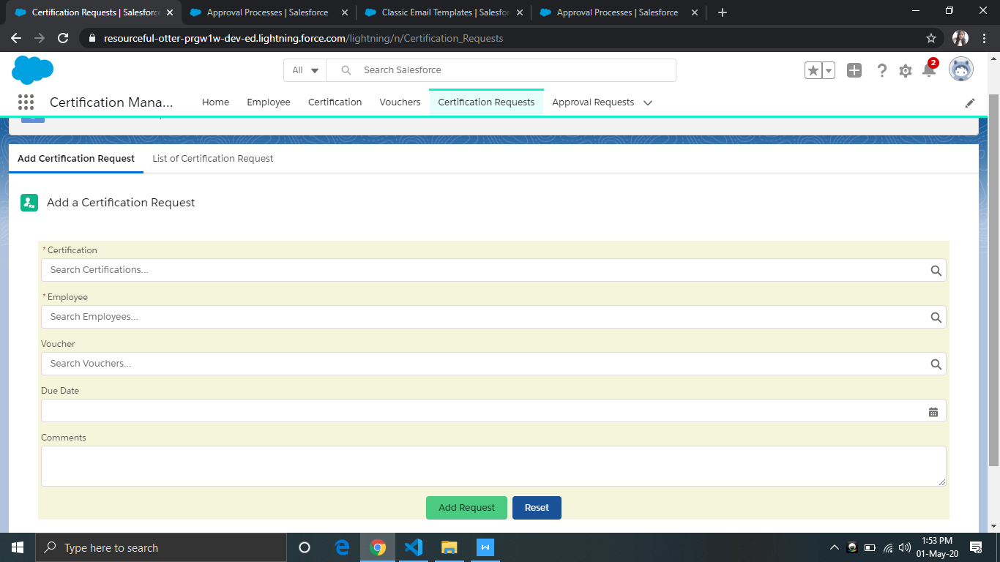 Certification Requests | Salesforce
Approval Processes | Salesforce
Classic Email Templates | Salesfor
Approval Processes | Salesforce
resourceful-otter-prgw1w-dev-ed.lightning.force.com/lightning/n/Certification_Requests
All
Search Salesforce
2
Certification Mana...
Home
Employee
Certification
Vouchers
Certification Requests
Approval Requests
Add Certification Request
List of Certification Request
Add a Certification Request
* Certification
Search Certifications...
* Employee
Search Employees...
Voucher
Search Vouchers...
Due Date
Comments
Add Request
Reset
Type here to search
1:53 PM
01-May-20